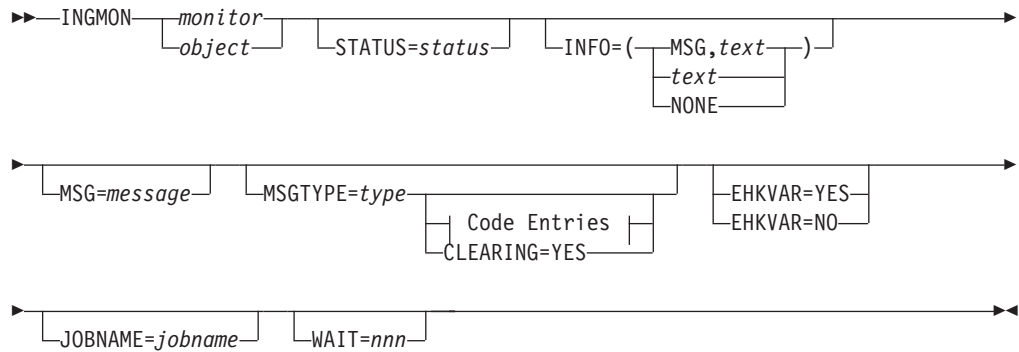 INGMON monitor
object
STATUS=status
INFO=( MSG,text )
text
NONE
MSG=message
MSGTYPE=type
Code Entries
CLEARING=YES
EHKVAR=YES
EHKVAR=NO
JOBNAME=jobname
WAIT=nnn